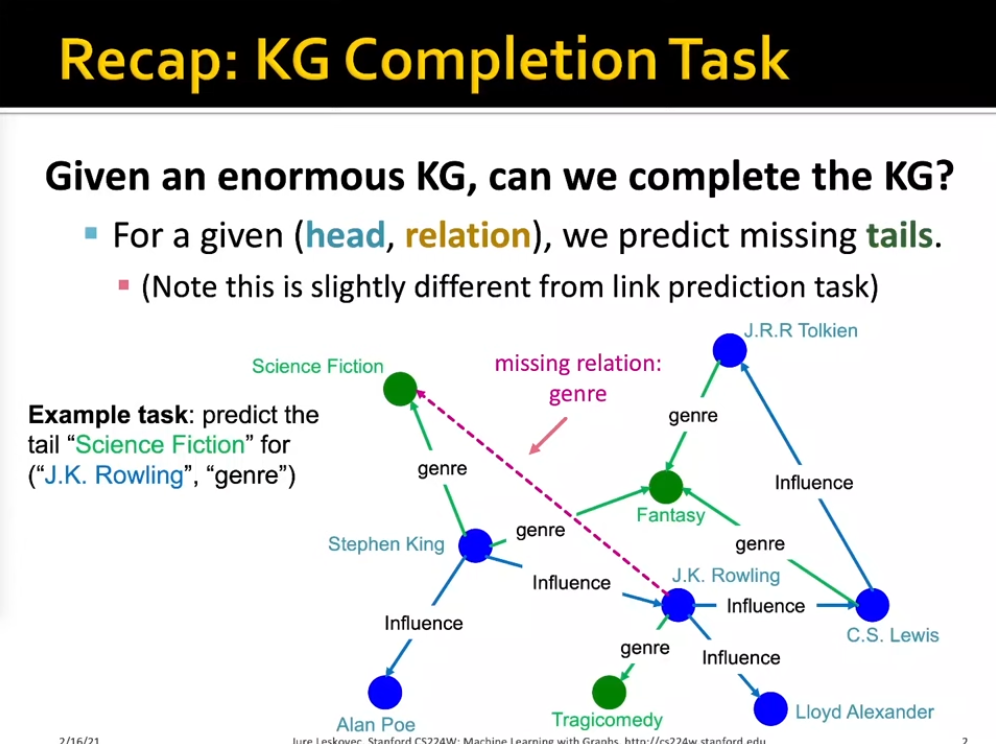 Recap: KG Completion Task
Given an enormous KG, can we complete the KG?
For a given (head, relation), we predict missing tails.
(Note this is slightly different from link prediction task)
J.R.R Tolkien
Science Fiction
missing relation:
genre
Example task: predict the
tail “Science Fiction” for
(“J.K. Rowling”, “genre”)
genre
genre
Influence
Fantasy
genre
Stephen King
genre
J.K. Rowling
Influence
Influence
C.S. Lewis
Influence
genre
Influence
Alan Poe
Tragicomedy
Lloyd Alexander
2/16/21
Jure Leskovec, Stanford CS224W: Machine Learning with Graphs, http://cs224w.stanford.edu
2